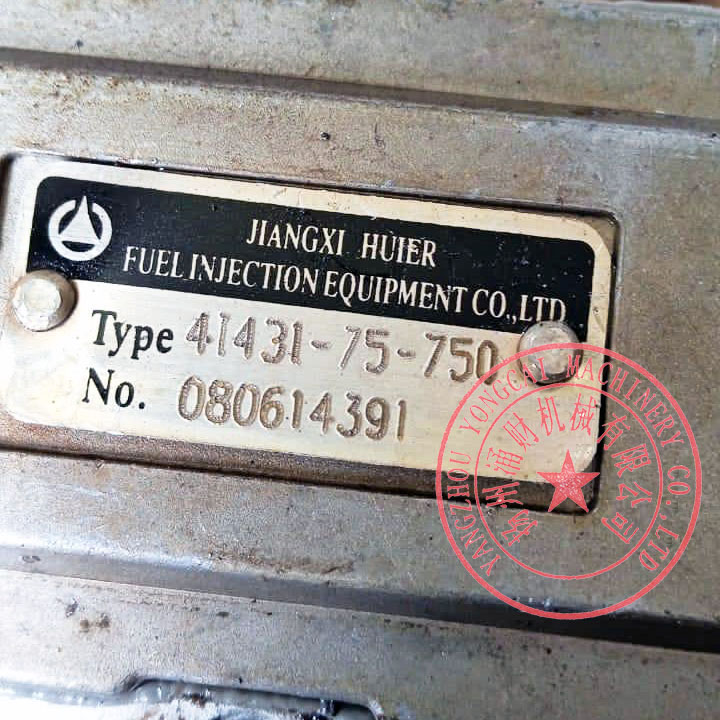 JIANGXI HUIER
FUEL INJECTION EQUIPMENT CO.,LTD
Type 41431-75-750
No. 080614391
YANGZHOU YONGCAI MACHINERY CO.,LTD
扬州涌财机械有限公司